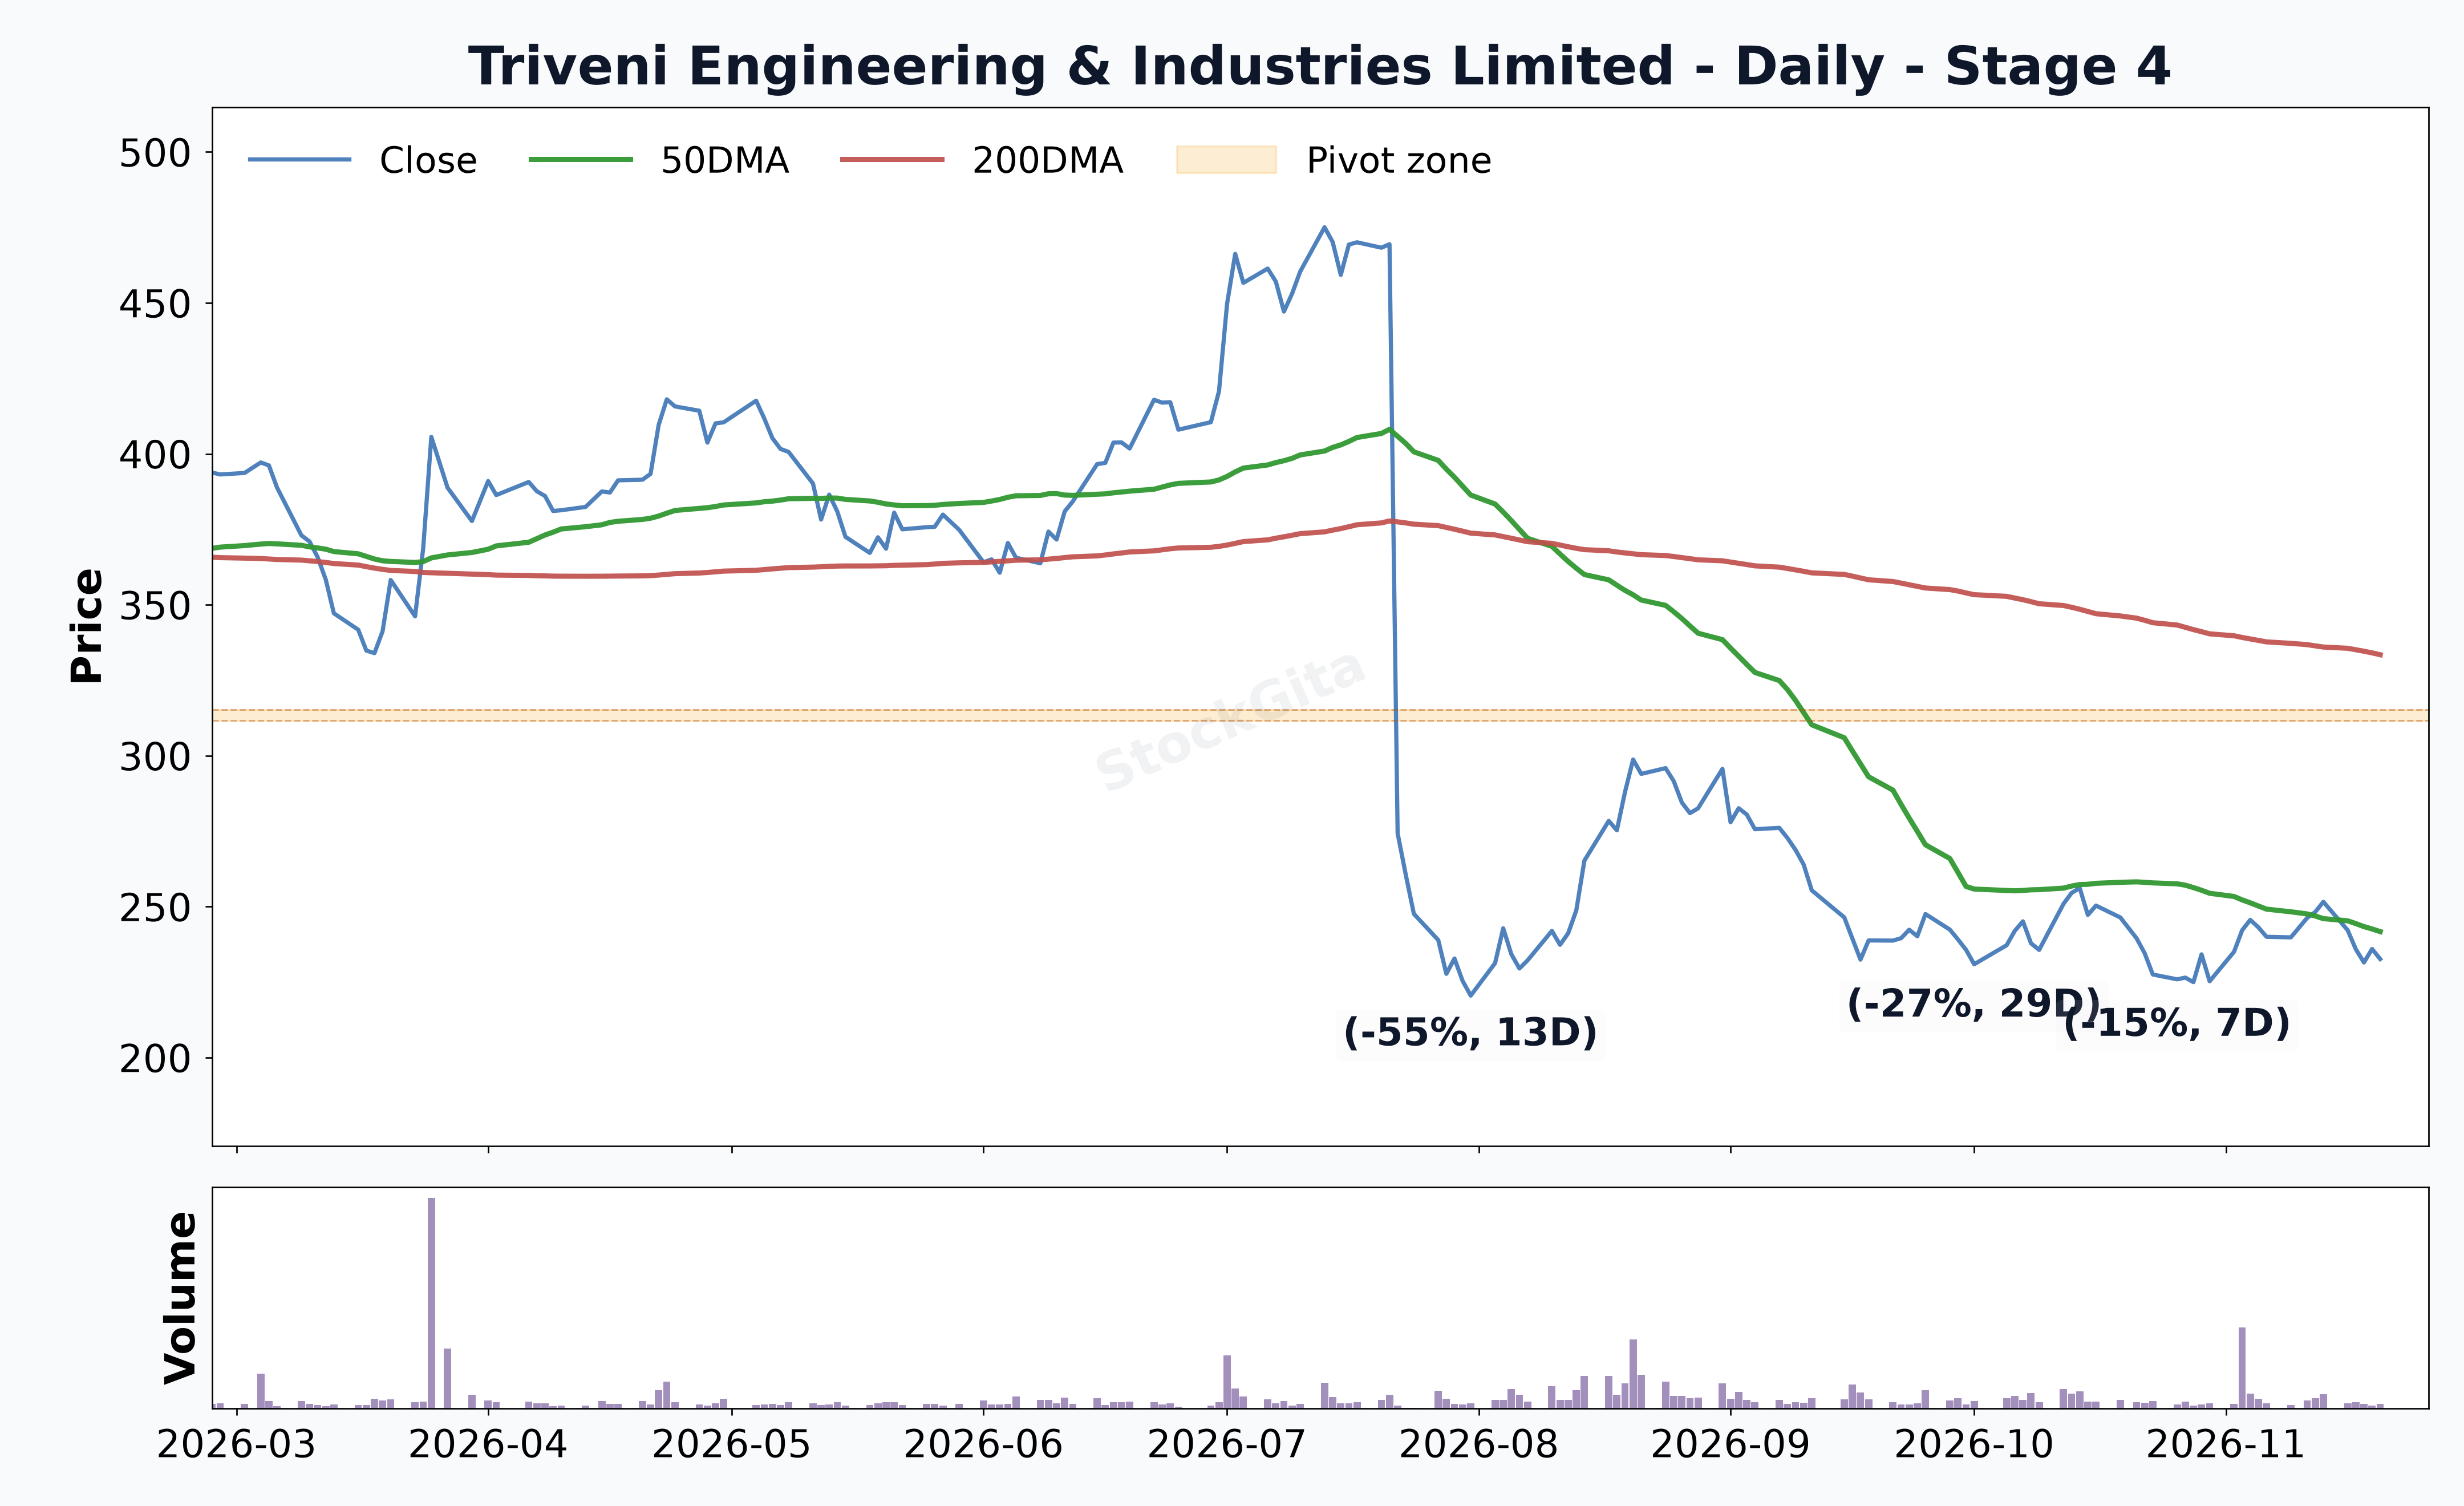 Triveni Engineering & Industries Limited - Daily - Stage 4
Close 50DMA 200DMA Pivot zone
Price
500
450
400
350
300
250
200
StockGita
(-55%, 13D)
(-27%, 29D)
(-15%, 7D)
Volume
2026-03 2026-04 2026-05 2026-06 2026-07 2026-08 2026-09 2026-10 2026-11